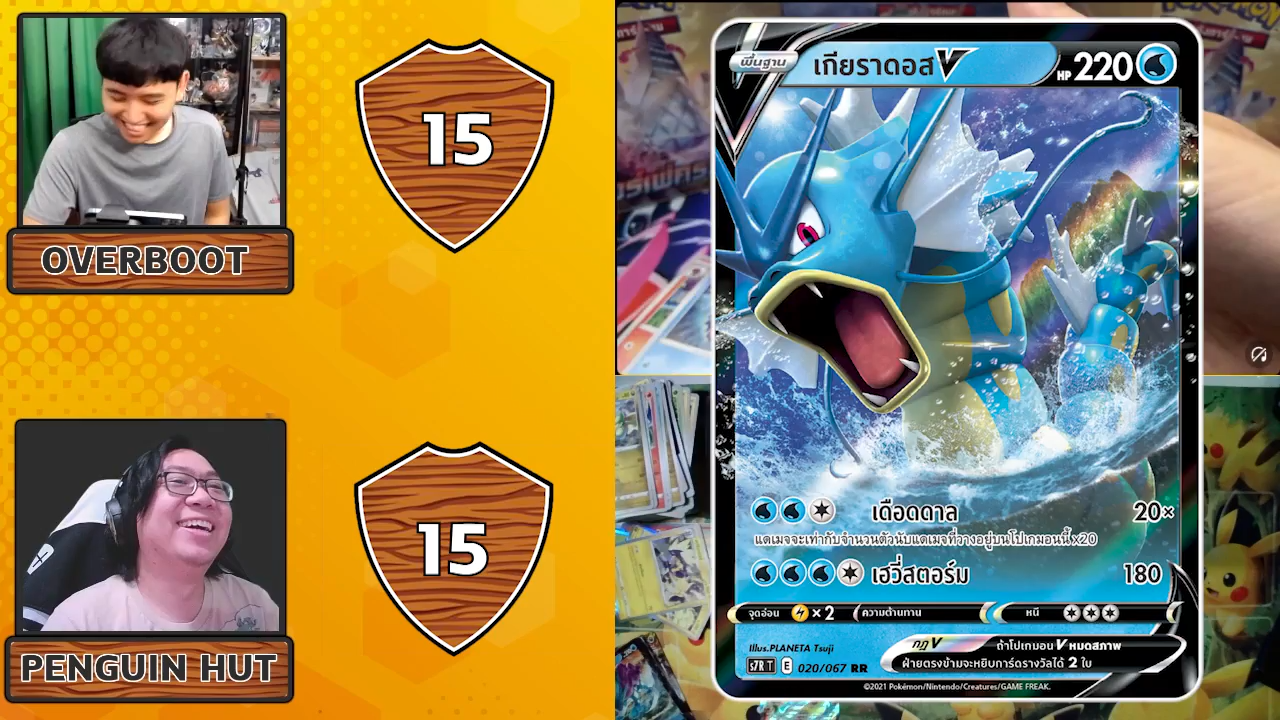 15
OVERBOOT
15
PENGUIN HUT
พื้นฐาน เกียราดอส V HP 220
เดือดดาล 20×
แดเมจจะเท่ากับจำนวนตัวนับแดเมจที่วางอยู่บนโปเกมอนนี้ x20
เฮวี่สตอร์ม 180
จุดอ่อน × 2 ความต้านทาน หนี
Illus. PLANETA Tsuji
s7R T E 020/067 RR
กฎ V ถ้าโปเกมอน V หมดสภาพ
ฝ่ายตรงข้ามจะหยิบการ์ดรางวัลได้ 2 ใบ
©2021 Pokémon/Nintendo/Creatures/GAME FREAK.